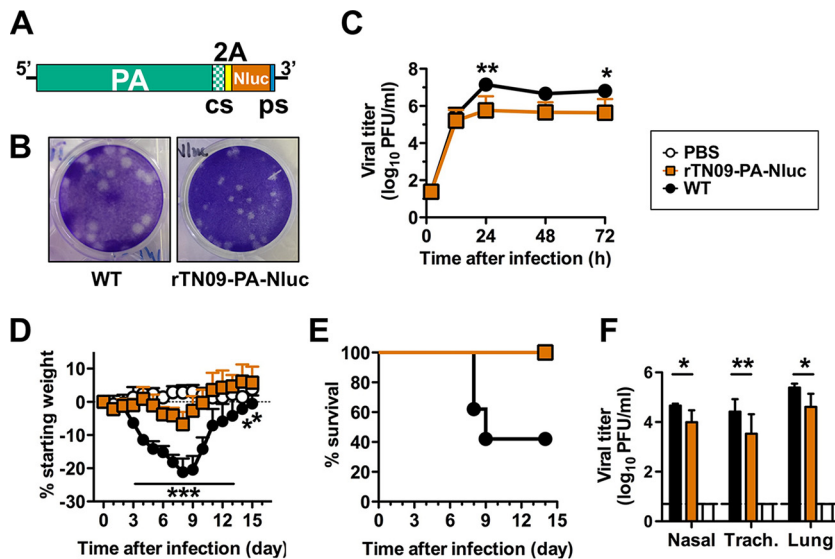 A
2A
5’
PA
Nluc
3’
cs
ps
B
WT
rTN09-PA-Nluc
C
Viral titer
(log10 PFU/ml)
8
6
4
2
0
**
*
0
24
48
72
Time after infection (h)
PBS
rTN09-PA-Nluc
WT
D
% starting weight
10
0
-10
-20
-30
***
**
0
3
6
9
12
15
Time after infection (day)
E
% survival
100
80
60
40
20
0
0
3
6
9
12
15
Time after infection (day)
F
Viral titer
(log10 PFU/ml)
6
4
2
0
*
**
*
Nasal
Trach.
Lung